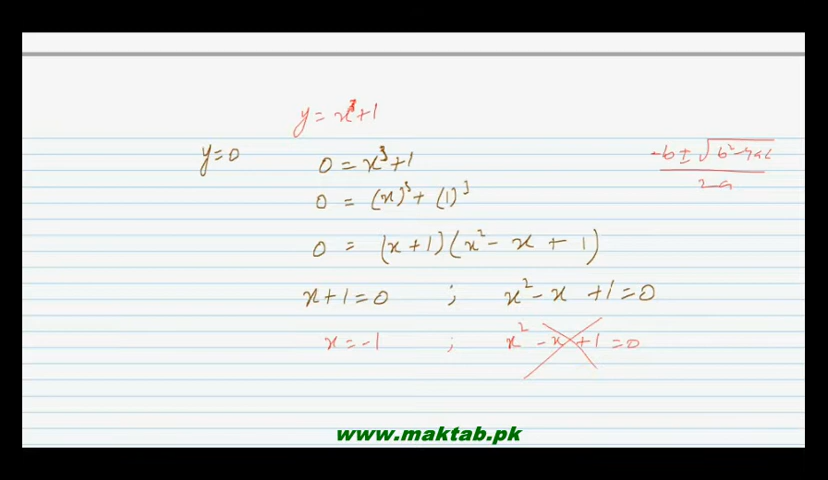 y = x³+1
y=0
0 = x³+1
-b ± √b²-4ac
2a
0 = (x)³ + (1)³
0 = (x+1)(x² - x + 1)
x+1=0 ; x² - x +1=0
x = -1 ; x² - x +1 =0
www.maktab.pk